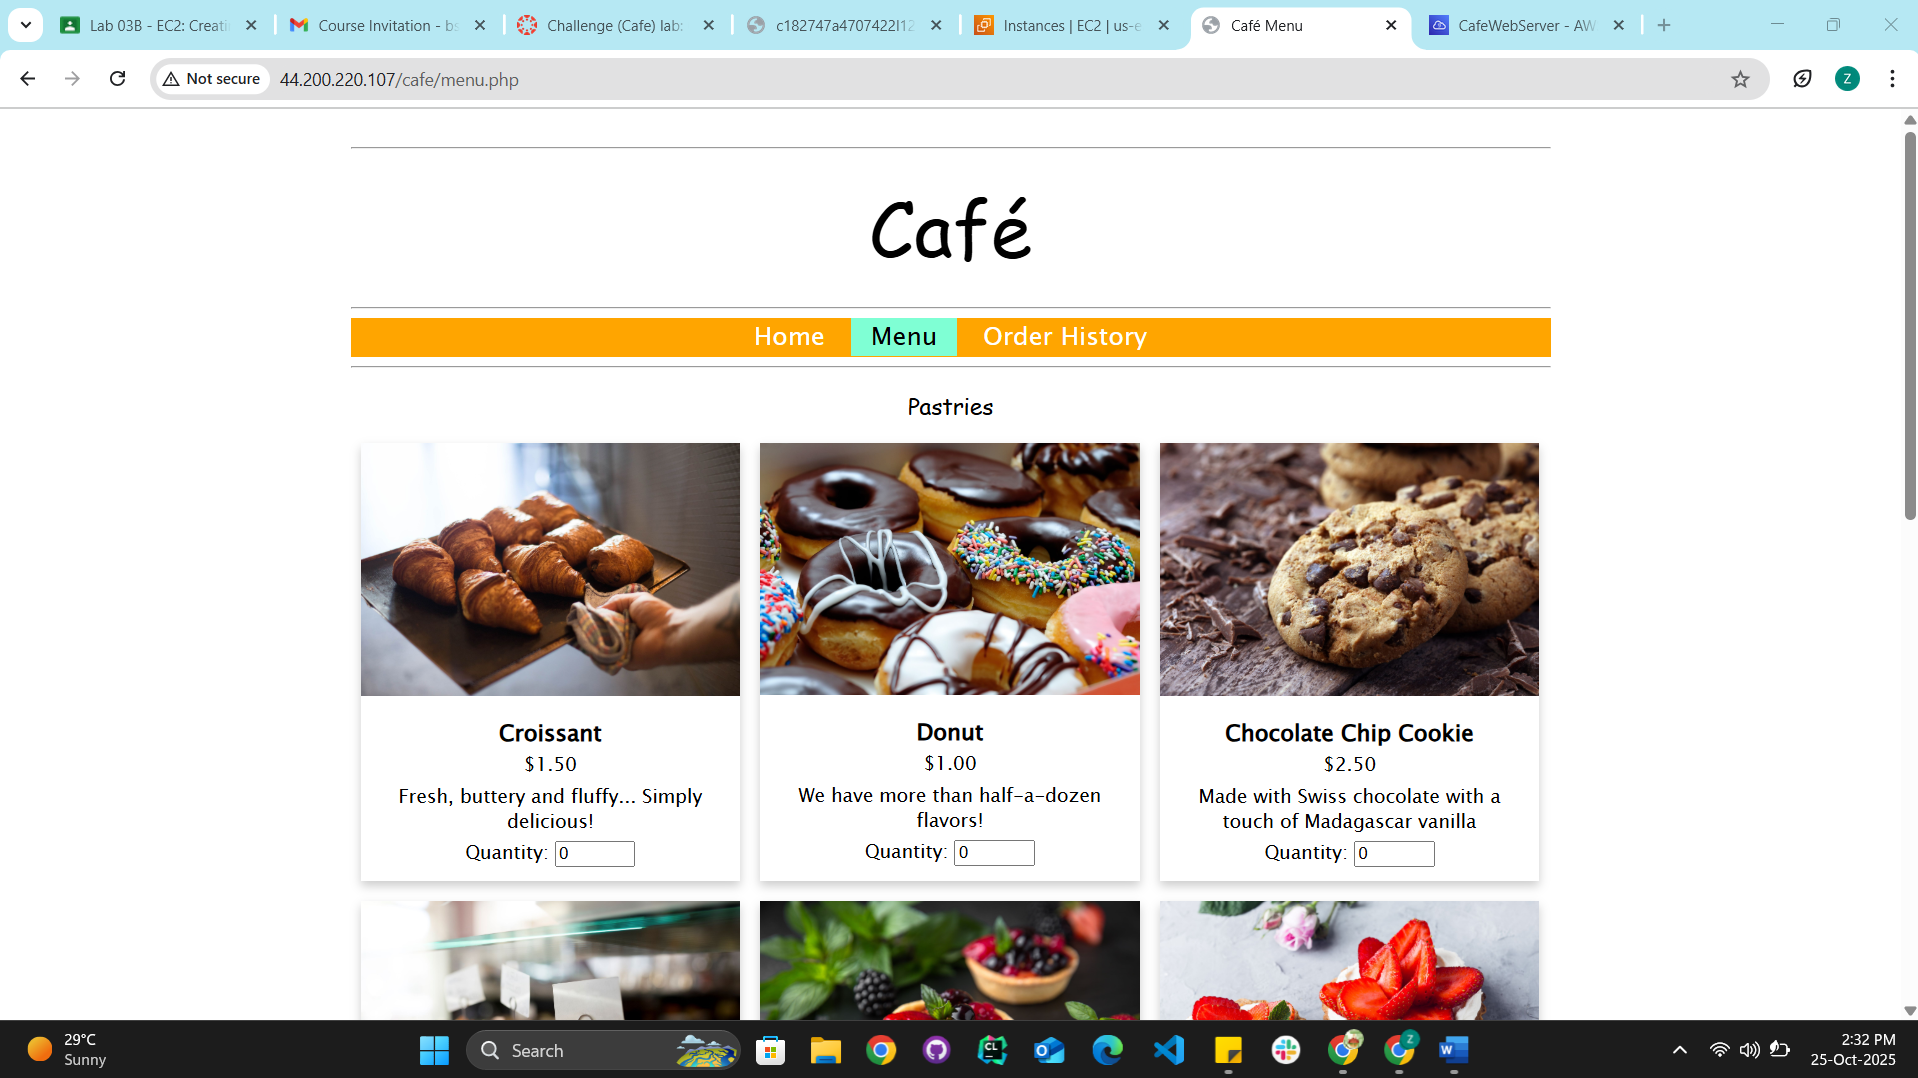 Lab 03B - EC2: Creati
Course Invitation - bs
Challenge (Cafe) lab:
c182747a4707422l12
Instances | EC2 | us-e
Café Menu
CafeWebServer - AW
Not secure
44.200.220.107/cafe/menu.php
Z
Café
Home
Menu
Order History
Pastries
Croissant
$1.50
Fresh, buttery and fluffy... Simply
delicious!
Quantity: 0
Donut
$1.00
We have more than half-a-dozen
flavors!
Quantity: 0
Chocolate Chip Cookie
$2.50
Made with Swiss chocolate with a
touch of Madagascar vanilla
Quantity: 0
29°C
Sunny
Search
2:32 PM
25-Oct-2025